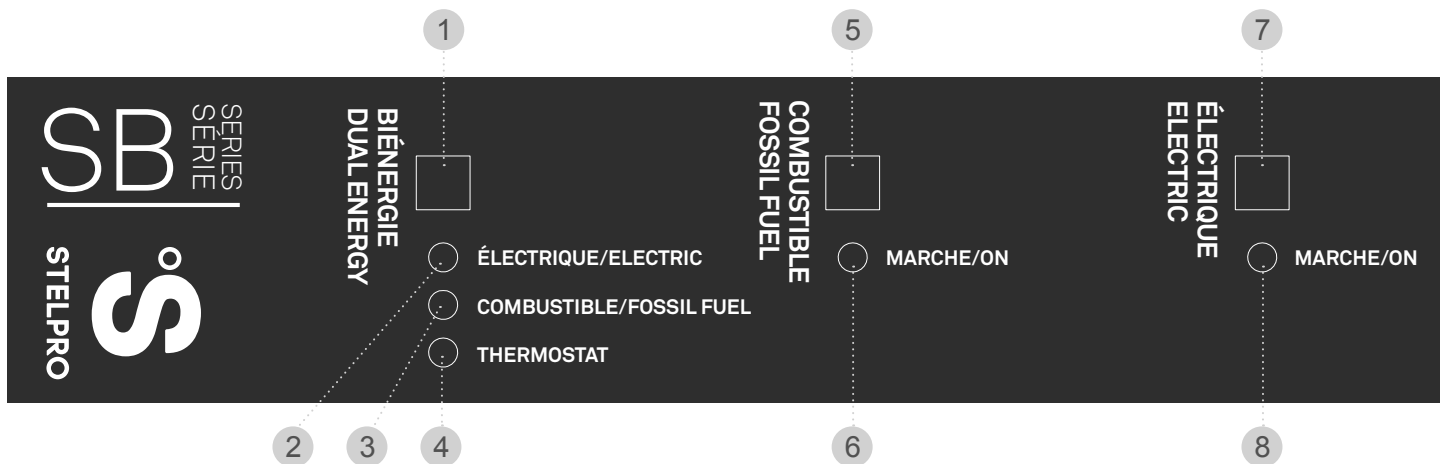 1
5
7
SB
SERIES
SÉRIE
STELPRO
BIÉNERGIE
DUAL ENERGY
ÉLECTRIQUE/ELECTRIC
COMBUSTIBLE/FOSSIL FUEL
THERMOSTAT
COMBUSTIBLE
FOSSIL FUEL
MARCHE/ON
ÉLECTRIQUE
ELECTRIC
MARCHE/ON
2
3
4
6
8